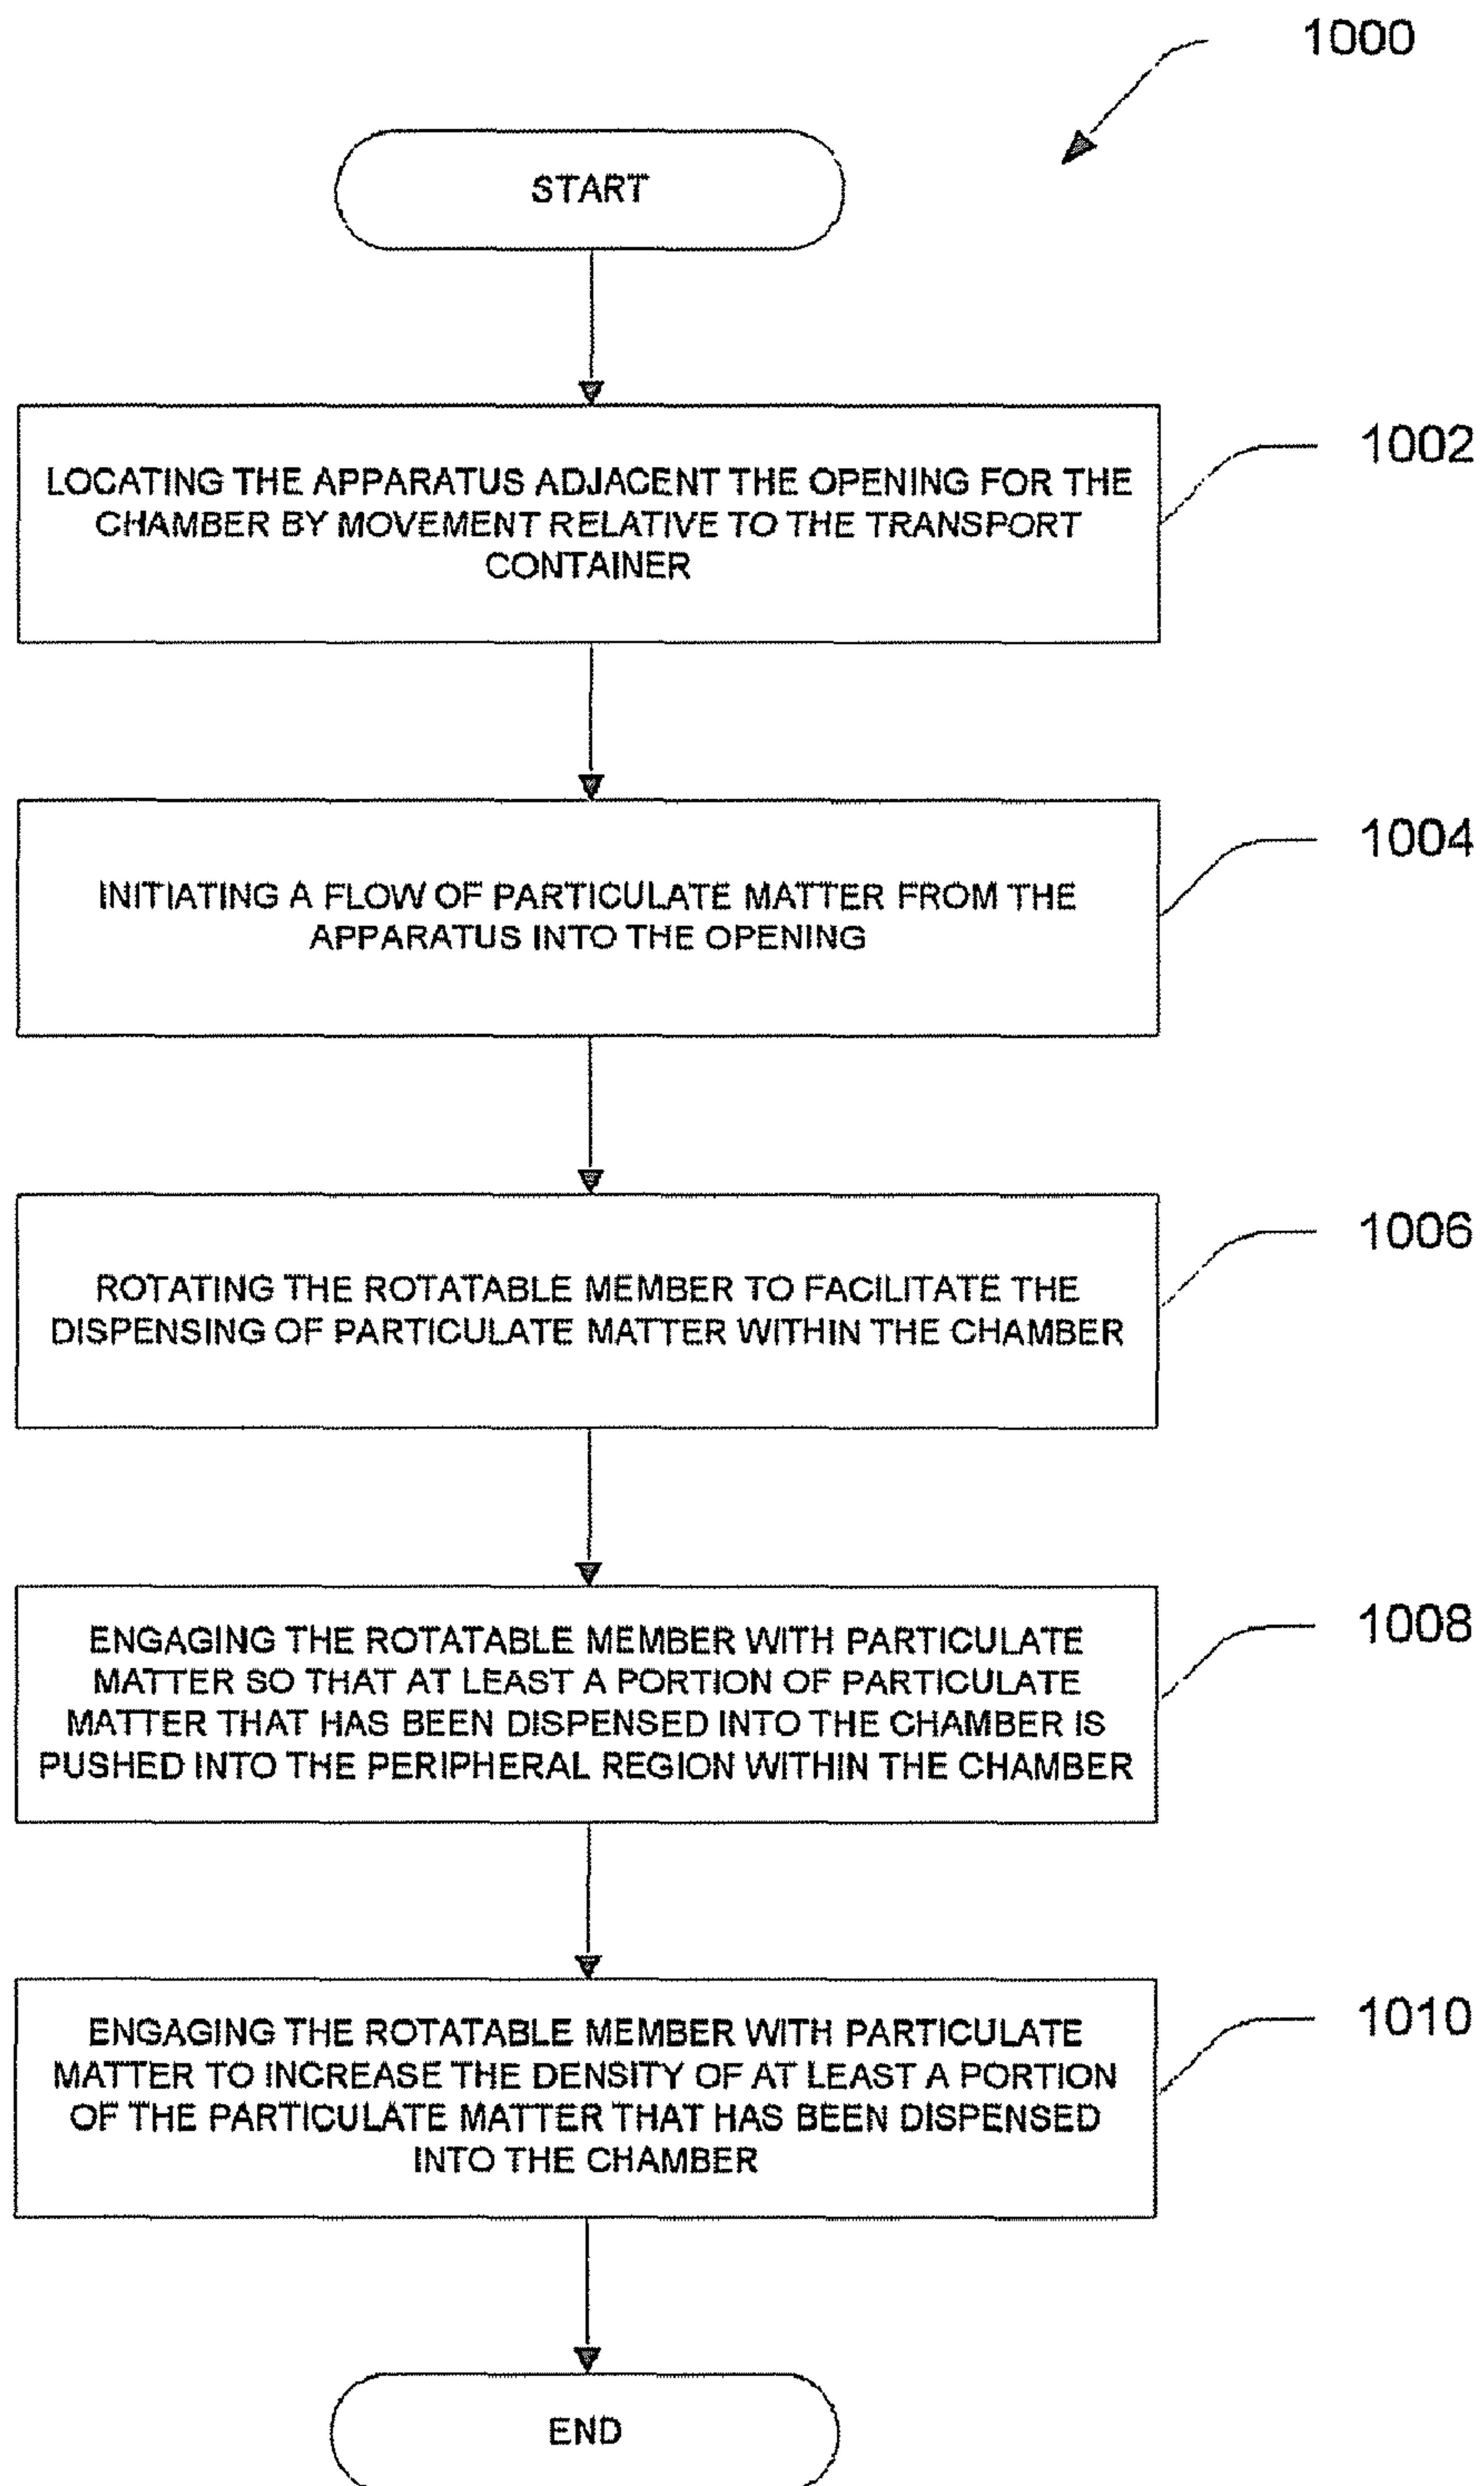 1000
START
LOCATING THE APPARATUS ADJACENT THE OPENING FOR THE
CHAMBER BY MOVEMENT RELATIVE TO THE TRANSPORT
CONTAINER
1002
INITIATING A FLOW OF PARTICULATE MATTER FROM THE
APPARATUS INTO THE OPENING
1004
ROTATING THE ROTATABLE MEMBER TO FACILITATE THE
DISPENSING OF PARTICULATE MATTER WITHIN THE CHAMBER
1006
ENGAGING THE ROTATABLE MEMBER WITH PARTICULATE
MATTER SO THAT AT LEAST A PORTION OF PARTICULATE
MATTER THAT HAS BEEN DISPENSED INTO THE CHAMBER IS
PUSHED INTO THE PERIPHERAL REGION WITHIN THE CHAMBER
1008
ENGAGING THE ROTATABLE MEMBER WITH PARTICULATE
MATTER TO INCREASE THE DENSITY OF AT LEAST A PORTION
OF THE PARTICULATE MATTER THAT HAS BEEN DISPENSED
INTO THE CHAMBER
1010
END